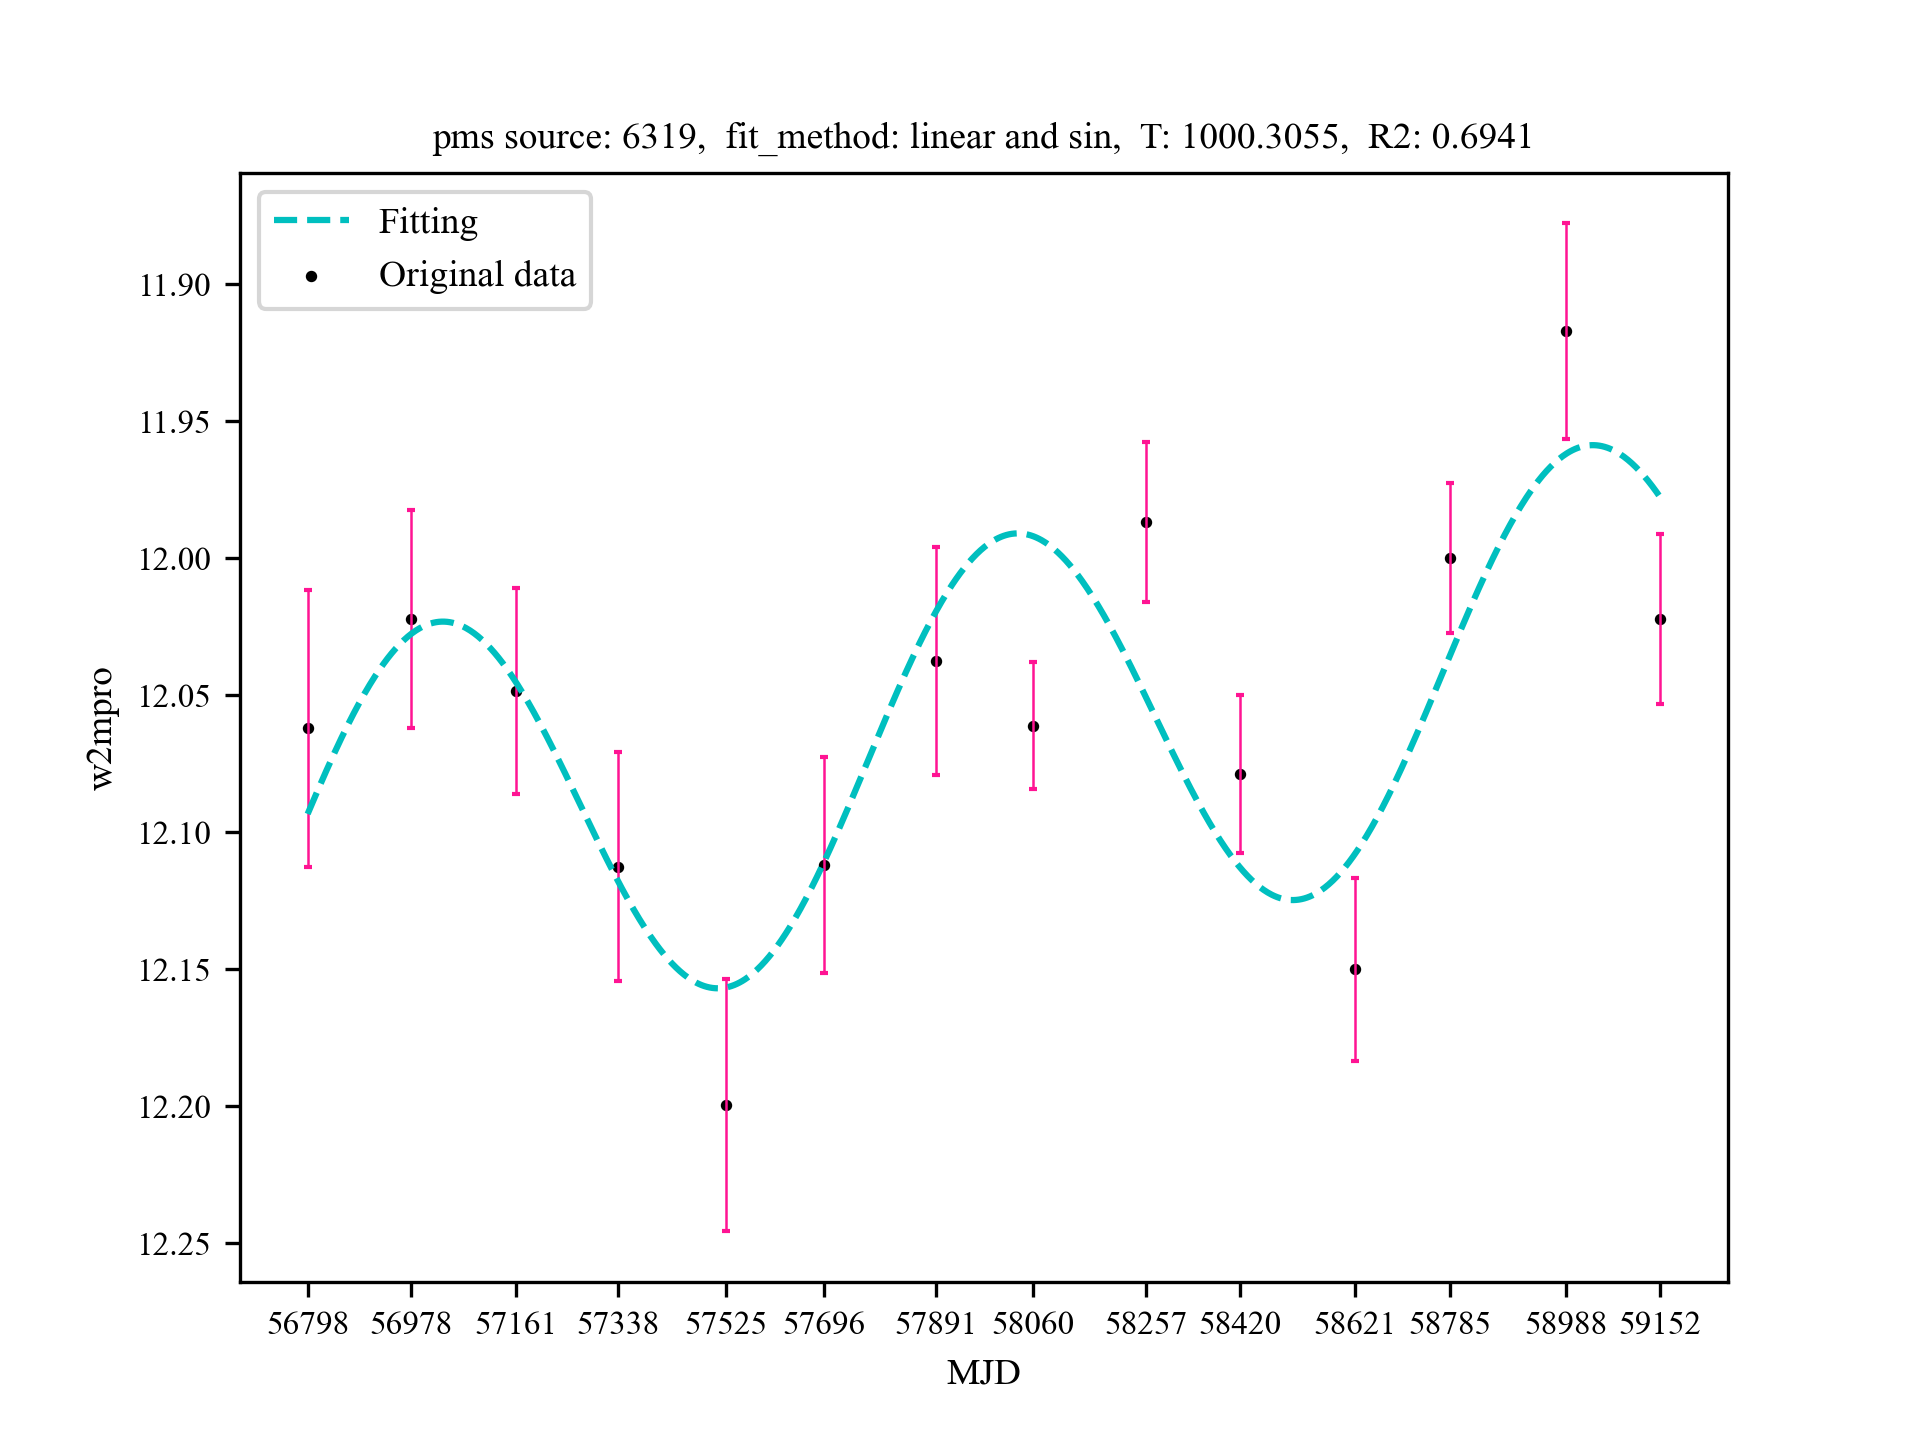 pms source: 6319,  fit_method: linear and sin,  T: 1000.3055,  R2: 0.6941
Fitting
Original data
11.90
11.95
12.00
12.05
12.10
12.15
12.20
12.25
w2mpro
56798 56978 57161 57338 57525 57696 57891 58060 58257 58420 58621 58785 58988 59152
MJD